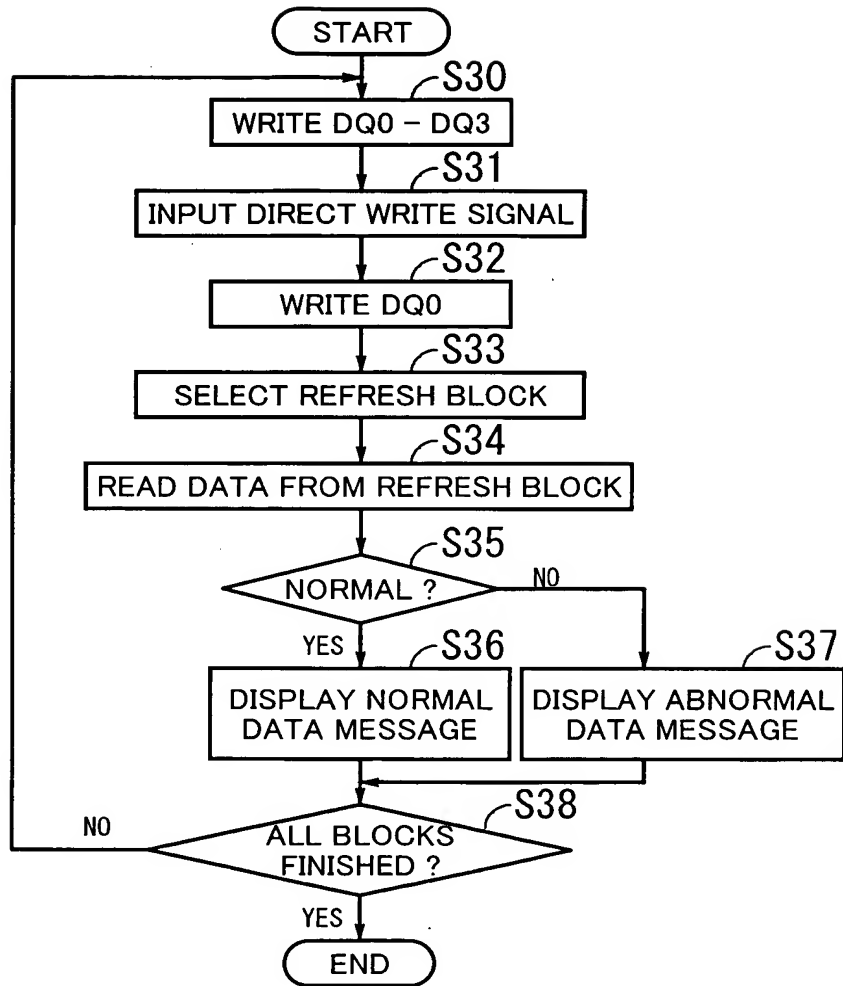 START
S30
WRITE DQ0 – DQ3
S31
INPUT DIRECT WRITE SIGNAL
S32
WRITE DQ0
S33
SELECT REFRESH BLOCK
S34
READ DATA FROM REFRESH BLOCK
S35
NORMAL ?
NO
YES
S36
DISPLAY NORMAL
DATA MESSAGE
S37
DISPLAY ABNORMAL
DATA MESSAGE
S38
ALL BLOCKS
FINISHED ?
NO
YES
END